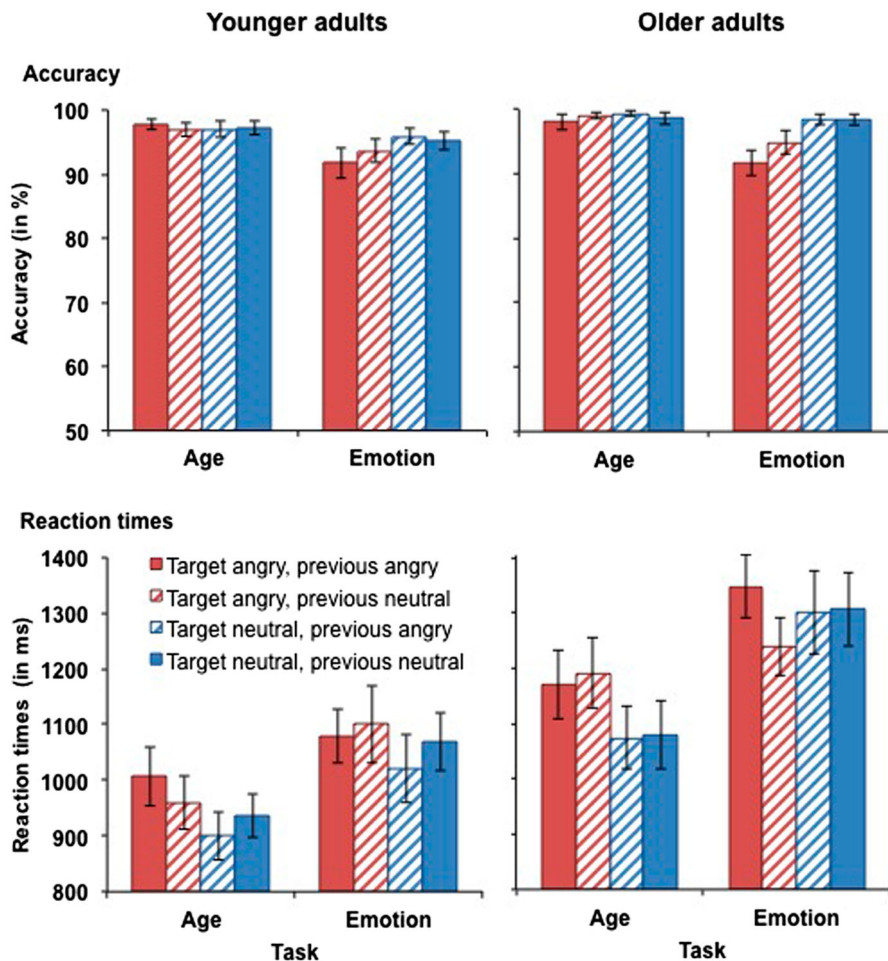 Younger adults Older adults
Accuracy
100
90
80
70
60
50
Accuracy (in %)
Age Emotion Age Emotion
Reaction times
1400
1300
1200
1100
1000
900
800
Reaction times (in ms)
Target angry, previous angry
Target angry, previous neutral
Target neutral, previous angry
Target neutral, previous neutral
Age Emotion Age Emotion
Task Task